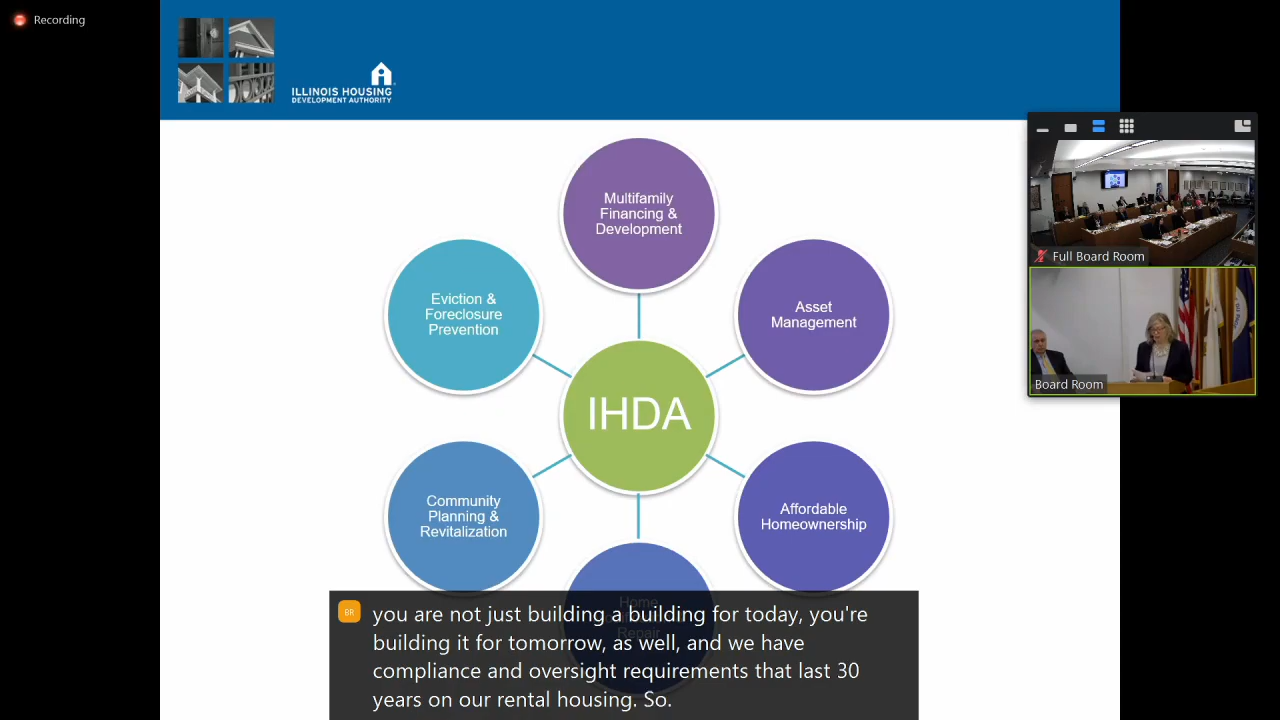 Recording
ILLINOIS HOUSING
DEVELOPMENT AUTHORITY
Multifamily
Financing &
Development
Eviction &
Foreclosure
Prevention
Asset
Management
IHDA
Community
Planning &
Revitalization
Affordable
Homeownership
Home
Repair
Full Board Room
Board Room
BR
you are not just building a building for today, you're
building it for tomorrow, as well, and we have
compliance and oversight requirements that last 30
years on our rental housing. So.